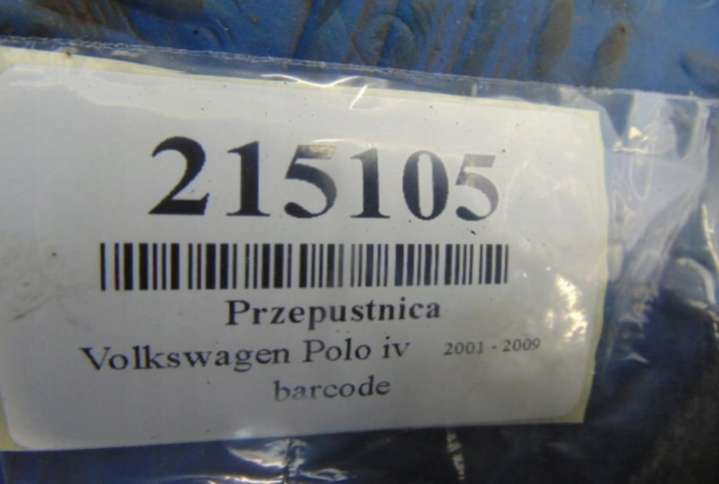 215105
Przepustnica
Volkswagen Polo iv 2001 - 2009
barcode